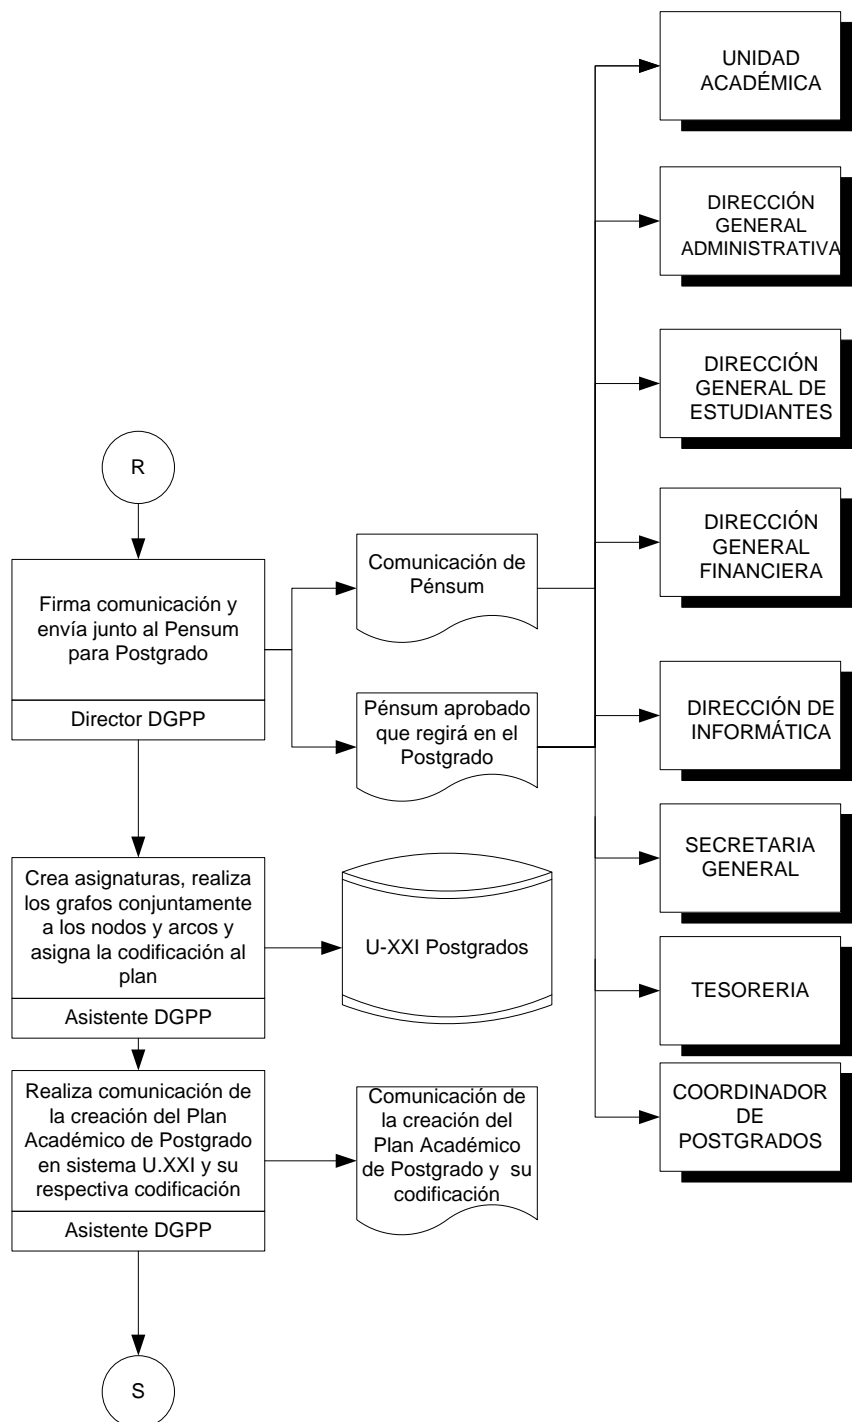 UNIDAD
ACADÉMICA
DIRECCIÓN
GENERAL
ADMINISTRATIVA
DIRECCIÓN
GENERAL DE
ESTUDIANTES
R
DIRECCIÓN
GENERAL
FINANCIERA
Firma comunicación y
envía junto al Pensum
para Postgrado
Director DGPP
Comunicación de
Pénsum
Pénsum aprobado
que regirá en el
Postgrado
DIRECCIÓN DE
INFORMÁTICA
SECRETARIA
GENERAL
Crea asignaturas, realiza
los grafos conjuntamente
a los nodos y arcos y
asigna la codificación al
plan
Asistente DGPP
U-XXI Postgrados
TESORERIA
Realiza comunicación de
la creación del Plan
Académico de Postgrado
en sistema U.XXI y su
respectiva codificación
Asistente DGPP
Comunicación de
la creación del
Plan Académico
de Postgrado y  su
codificación
COORDINADOR
DE
POSTGRADOS
S